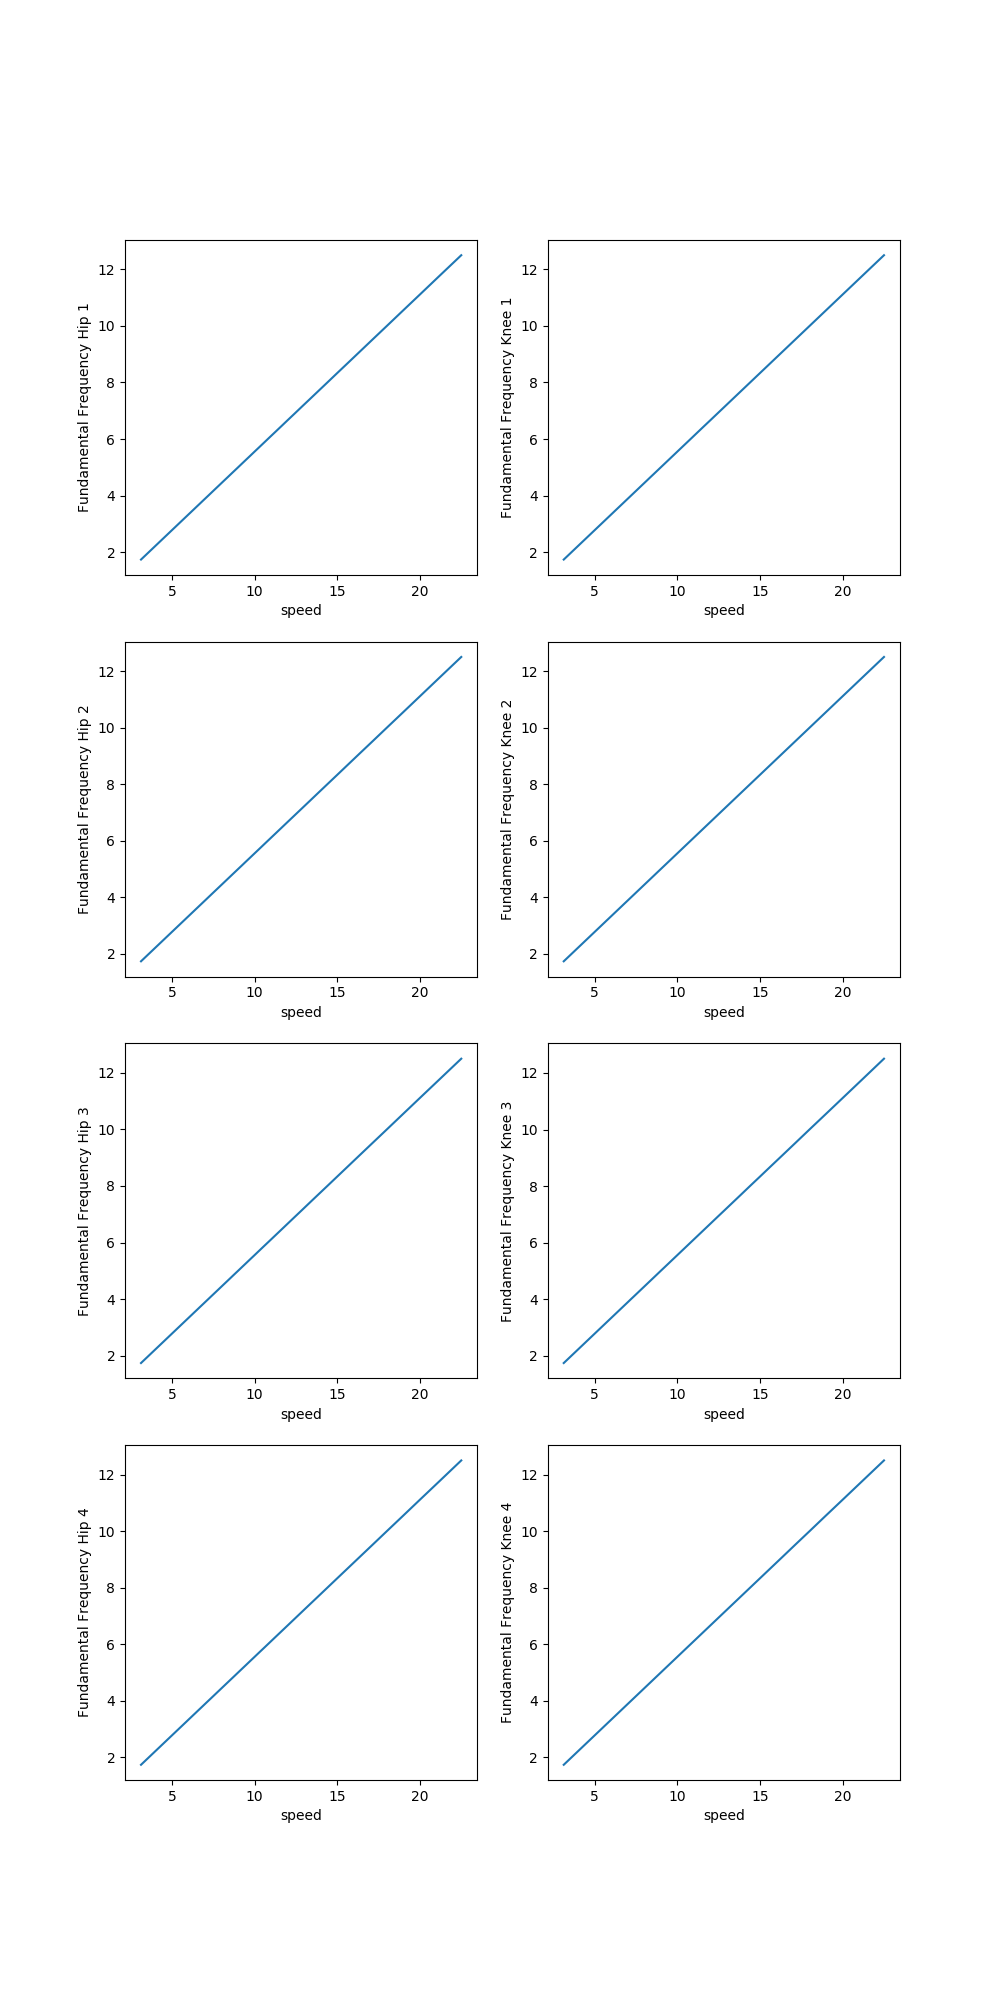 Fundamental Frequency Hip 1
12
10
8
6
4
2
5 10 15 20
speed
Fundamental Frequency Knee 1
12
10
8
6
4
2
5 10 15 20
speed
Fundamental Frequency Hip 2
12
10
8
6
4
2
5 10 15 20
speed
Fundamental Frequency Knee 2
12
10
8
6
4
2
5 10 15 20
speed
Fundamental Frequency Hip 3
12
10
8
6
4
2
5 10 15 20
speed
Fundamental Frequency Knee 3
12
10
8
6
4
2
5 10 15 20
speed
Fundamental Frequency Hip 4
12
10
8
6
4
2
5 10 15 20
speed
Fundamental Frequency Knee 4
12
10
8
6
4
2
5 10 15 20
speed